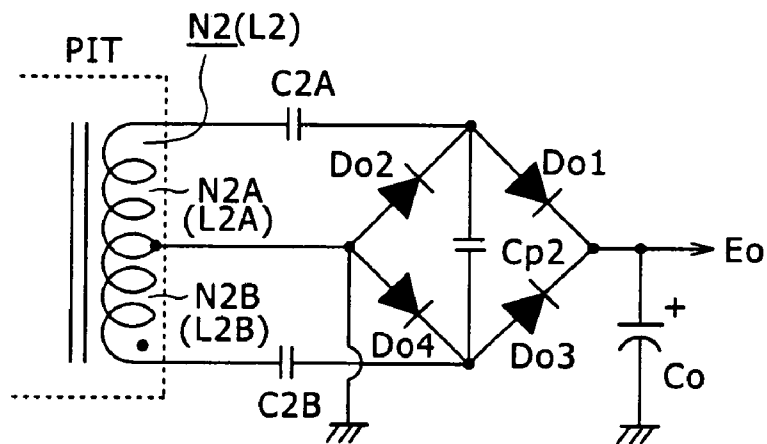 N2(L2)
PIT
C2A
Do2
Do1
N2A
(L2A)
Cp2
Eo
N2B
(L2B)
Do4
Do3
+
Co
C2B